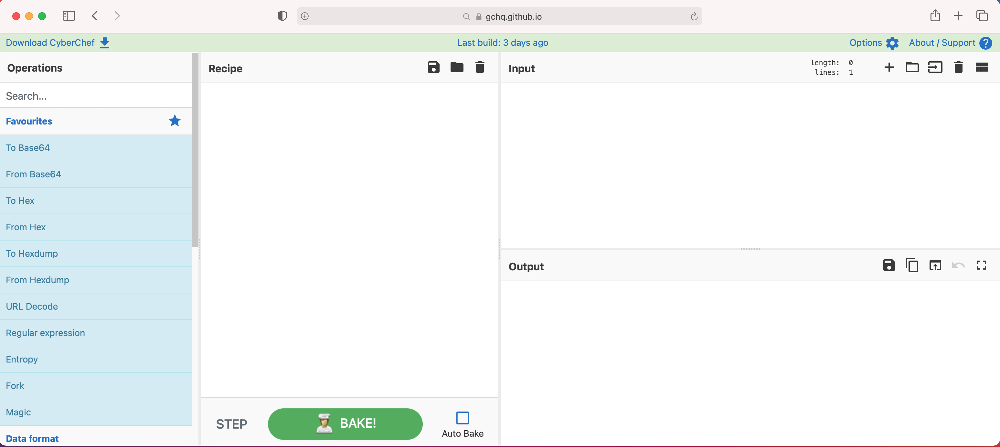 gchq.github.io
Download CyberChef
Last build: 3 days ago
Options
About / Support
Operations
Search...
Favourites
To Base64
From Base64
To Hex
From Hex
To Hexdump
From Hexdump
URL Decode
Regular expression
Entropy
Fork
Magic
Data format
Recipe
STEP
BAKE!
Auto Bake
Input
length: 0
lines: 1
Output